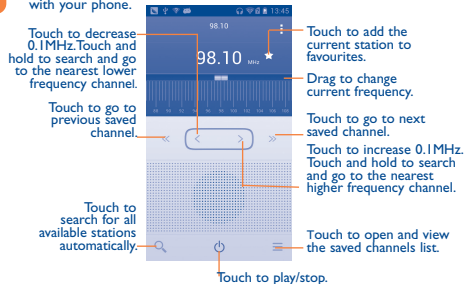 with your phone.
13:45
98.10
98.10 MHz
Touch to decrease
0.1MHz.Touch and
hold to search and go
to the nearest lower
frequency channel.
Touch to add the
current station to
favourites.
Drag to change
current frequency.
Touch to go to
previous saved
channel.
Touch to go to next
saved channel.
Touch to increase 0.1MHz.
Touch and hold to search
and go to the nearest
higher frequency channel.
Touch to
search for all
available stations
automatically.
Touch to open and view
the saved channels list.
Touch to play/stop.